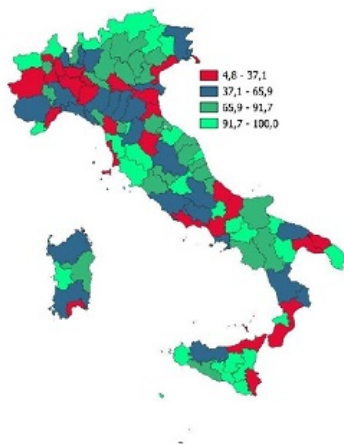 4,8 - 37,1
37,1 - 65,9
65,9 - 91,7
91,7 - 100,0